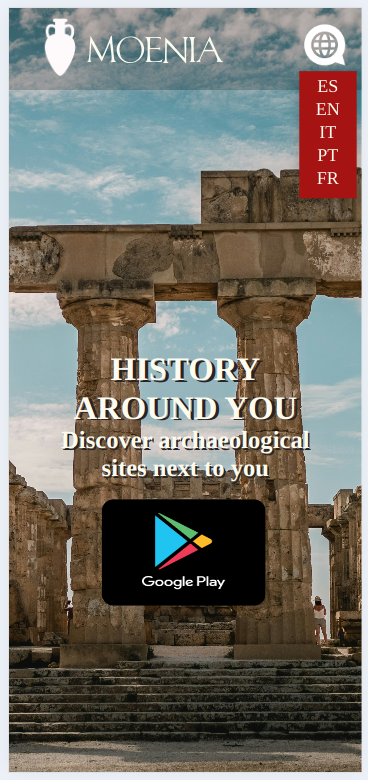 MOENIA
ES
EN
IT
PT
FR
HISTORY
AROUND YOU
Discover archaeological
sites next to you
Google Play